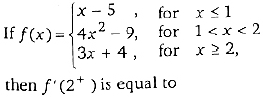 If f(x) = { x − 5 , for x ≤ 1
4x² − 9, for 1 < x < 2
3x + 4 , for x ≥ 2,
then f′(2⁺) is equal to